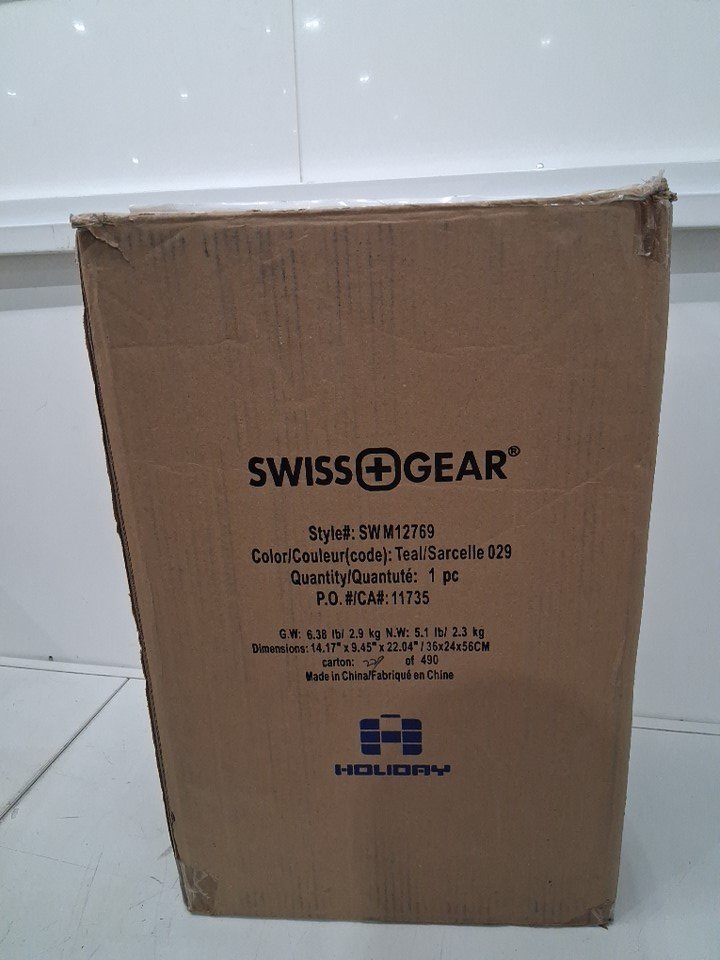 SWISS GEAR®
Style#: SWM12769
Color/Couleur(code): Teal/Sarcelle 029
Quantity/Quantuté: 1 pc
P.O. #/CA#: 11735
G.W: 6.38 lb/ 2.9 kg N.W: 5.1 lb/ 2.3 kg
Dimensions: 14.17" x 9.45" x 22.04" / 36x24x56CM
carton: of 490
Made in China/Fabriqué en Chine
HOLIDAY